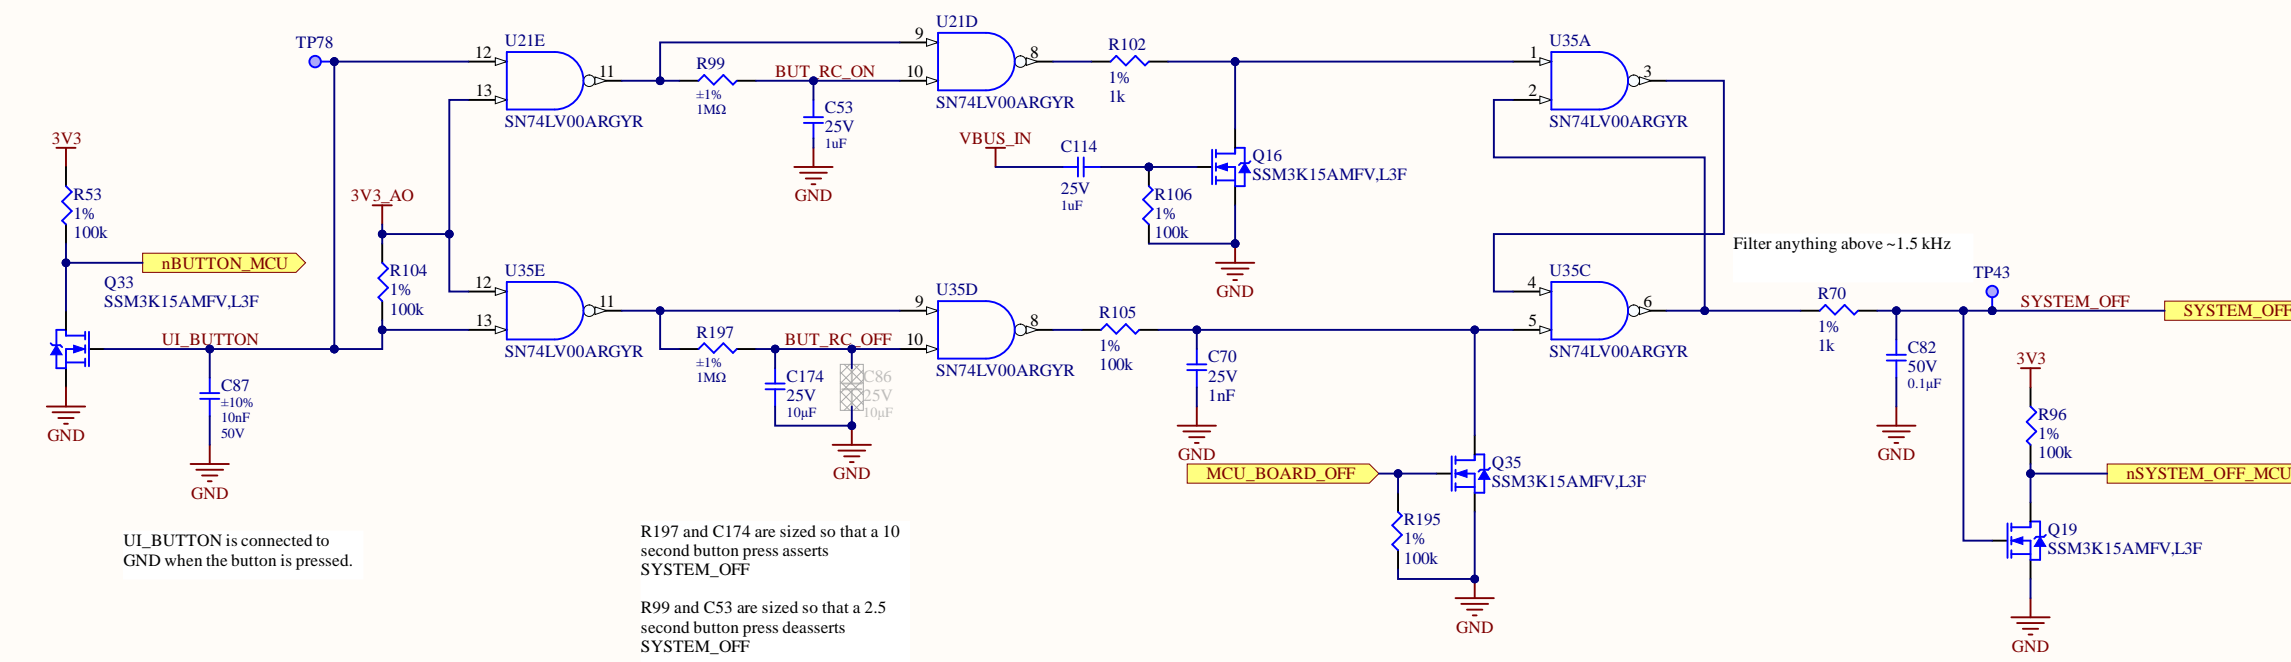 TP78
U21E
12
13
11
SN74LV00ARGYR
R99
±1%
1MΩ
BUT_RC_ON
C53
25V
1uF
GND
U21D
9
10
8
SN74LV00ARGYR
R102
1%
1k
VBUS_IN
C114
25V
1uF
R106
1%
100k
Q16
SSM3K15AMFV,L3F
GND
U35A
1
2
3
SN74LV00ARGYR
3V3
R53
1%
100k
nBUTTON_MCU
Q33
SSM3K15AMFV,L3F
GND
UI_BUTTON
C87
±10%
10nF
50V
GND
3V3_AO
R104
1%
100k
U35E
12
13
11
SN74LV00ARGYR
R197
±1%
1MΩ
BUT_RC_OFF
C174
25V
10µF
C86
25V
10µF
GND
U35D
9
10
8
SN74LV00ARGYR
R105
1%
100k
C70
25V
1nF
GND
MCU_BOARD_OFF
R195
1%
100k
Q35
SSM3K15AMFV,L3F
GND
U35C
4
5
6
SN74LV00ARGYR
Filter anything above ~1.5 kHz
R70
1%
1k
C82
50V
0.1µF
GND
TP43
SYSTEM_OFF
SYSTEM_OFF
3V3
R96
1%
100k
nSYSTEM_OFF_MCU
Q19
SSM3K15AMFV,L3F
GND
UI_BUTTON is connected to
GND when the button is pressed.
R197 and C174 are sized so that a 10
second button press asserts
SYSTEM_OFF
R99 and C53 are sized so that a 2.5
second button press deasserts
SYSTEM_OFF